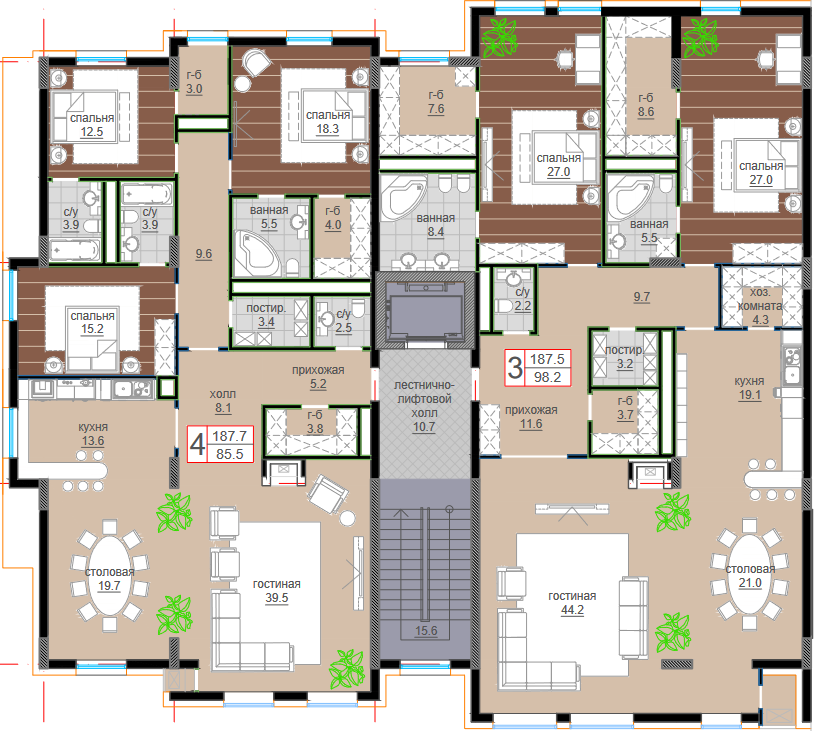 г-б
3.0
спальня
12.5
спальня
18.3
г-б
7.6
спальня
27.0
г-б
8.6
спальня
27.0
с/у
3.9
с/у
3.9
ванная
5.5
г-б
4.0
ванная
8.4
ванная
5.5
9.6
спальня
15.2
постир.
3.4
с/у
2.5
с/у
2.2
9.7
хоз.
комната
4.3
прихожая
5.2
холл
8.1
г-б
3.8
4
187.7
85.5
лестнично-
лифтовой
холл
10.7
3
187.5
98.2
постир.
3.2
прихожая
11.6
г-б
3.7
кухня
19.1
кухня
13.6
столовая
19.7
гостиная
39.5
15.6
гостиная
44.2
столовая
21.0